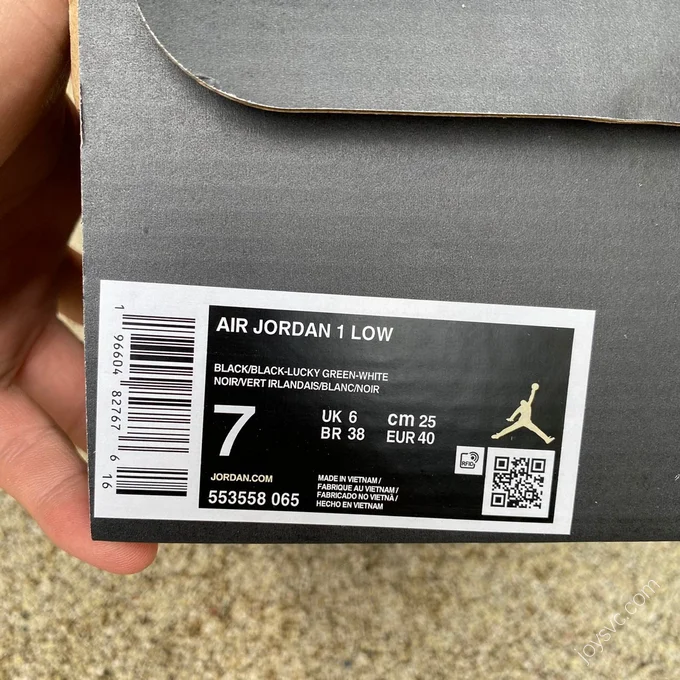 1
96604
82767
6
16
AIR JORDAN 1 LOW
BLACK/BLACK-LUCKY GREEN-WHITE
NOIR/VERT IRLANDAIS/BLANC/NOIR
7
UK 6
cm 25
BR 38
EUR 40
RFID
JORDAN.COM
553558 065
MADE IN VIETNAM /
FABRIQUE AU VIETNAM /
FABRICADO NO VIETNÃ /
HECHO EN VIETNAM
joysvc.com